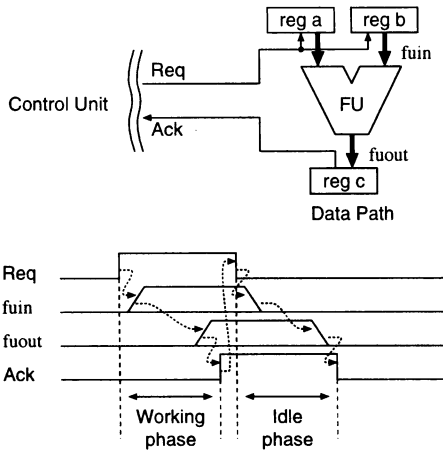 reg a
reg b
Req
fuin
Control Unit
FU
Ack
fuout
reg c
Data Path
Req
fuin
fuout
Ack
Working
phase
Idle
phase